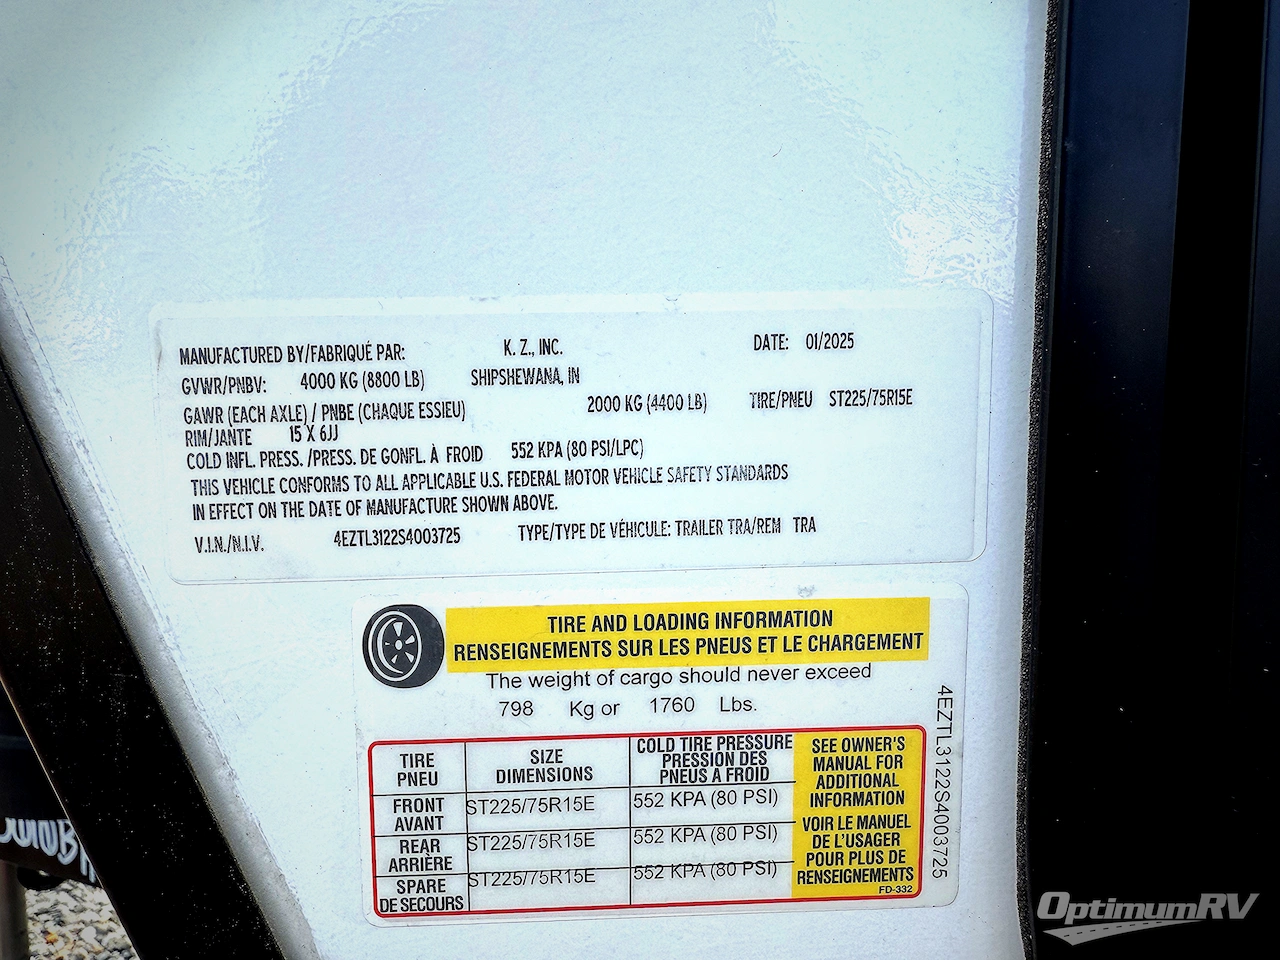 MANUFACTURED BY/FABRIQUÉ PAR: K. Z., INC. DATE: 01/2025
GVWR/PNBV: 4000 KG (8800 LB) SHIPSHEWANA, IN
GAWR (EACH AXLE) / PNBE (CHAQUE ESSIEU) 2000 KG (4400 LB) TIRE/PNEU ST225/75R15E
RIM/JANTE 15 X 6JJ
COLD INFL. PRESS. /PRESS. DE GONFL. À FROID 552 KPA (80 PSI/LPC)
THIS VEHICLE CONFORMS TO ALL APPLICABLE U.S. FEDERAL MOTOR VEHICLE SAFETY STANDARDS
IN EFFECT ON THE DATE OF MANUFACTURE SHOWN ABOVE.
V.I.N./N.I.V. 4EZTL3122S4003725 TYPE/TYPE DE VÉHICULE: TRAILER TRA/REM TRA
TIRE AND LOADING INFORMATION
RENSEIGNEMENTS SUR LES PNEUS ET LE CHARGEMENT
The weight of cargo should never exceed
798 Kg or 1760 Lbs.
TIRE
PNEU
SIZE
DIMENSIONS
COLD TIRE PRESSURE
PRESSION DES
PNEUS A FROID
FRONT
AVANT
ST225/75R15E
552 KPA (80 PSI)
REAR
ARRIÈRE
ST225/75R15E
552 KPA (80 PSI)
SPARE
DE SECOURS
ST225/75R15E
552 KPA (80 PSI)
SEE OWNER'S
MANUAL FOR
ADDITIONAL
INFORMATION
VOIR LE MANUEL
DE L'USAGER
POUR PLUS DE
RENSEIGNEMENTS
FD-332
4EZTL3122S4003725
OptimumRV